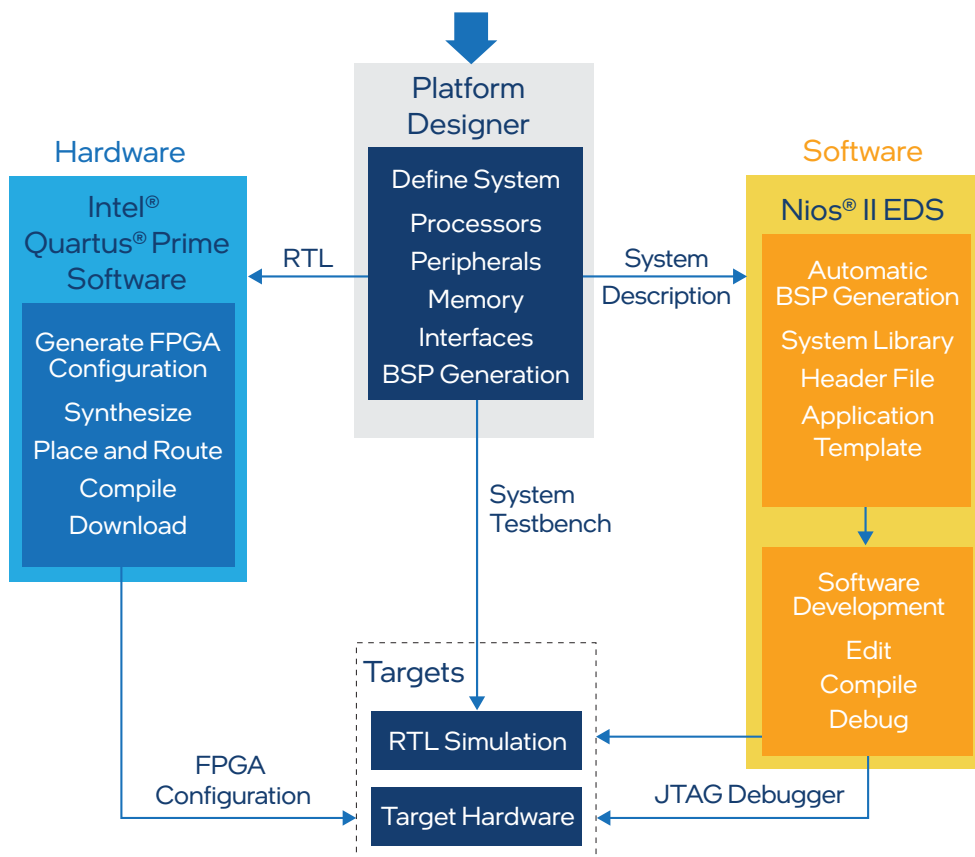 Platform
Designer
Define System
Processors
Peripherals
Memory
Interfaces
BSP Generation
Hardware
Intel®
Quartus® Prime
Software
Generate FPGA
Configuration
Synthesize
Place and Route
Compile
Download
RTL
System
Description
Software
Nios® II EDS
Automatic
BSP Generation
System Library
Header File
Application
Template
Software
Development
Edit
Compile
Debug
System
Testbench
Targets
RTL Simulation
Target Hardware
FPGA
Configuration
JTAG Debugger